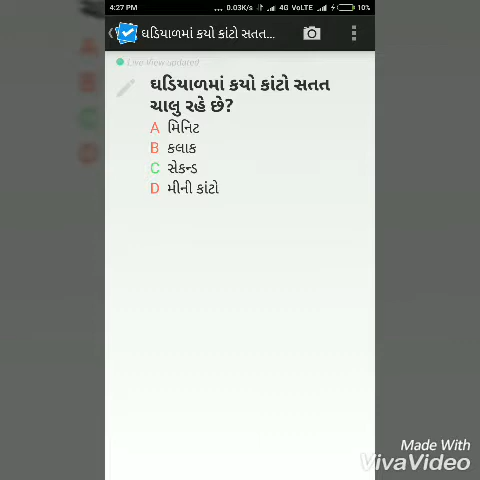 4:27 PM ... 0.03K/s 4G VoLTE 10%
ઘડિયાળમાં કયો કાંટો સતત...
Live View updated
ઘડિયાળમાં કયો કાંટો સતત
ચાલુ રહે છે?
A મિનિટ
B કલાક
C સેકન્ડ
D મીની કાંટો
Made With
VivaVideo